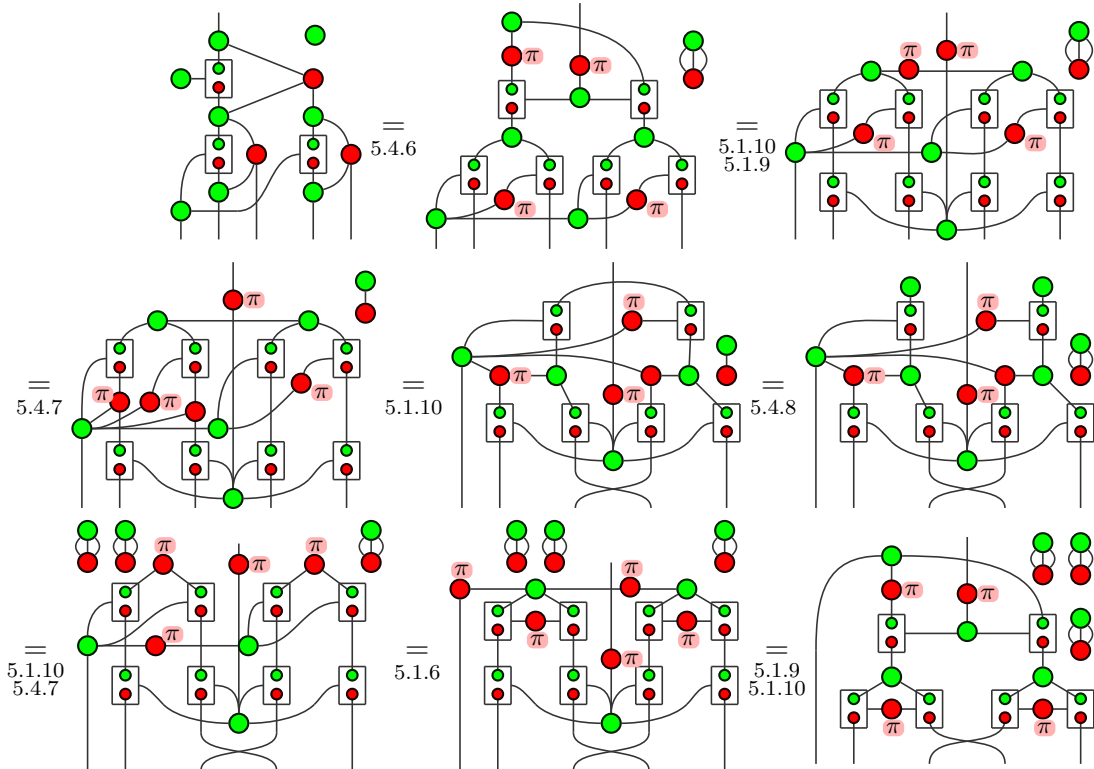 π π π π
= 5.4.6
π π
= 5.1.10
5.1.9
π
π π
π
= 5.4.7
π π π
= 5.1.10
π π
π
= 5.4.8
π π
π
π π π
= 5.1.10
5.4.7
π
π π
= 5.1.6
π π
π
π π
= 5.1.9
5.1.10
π π